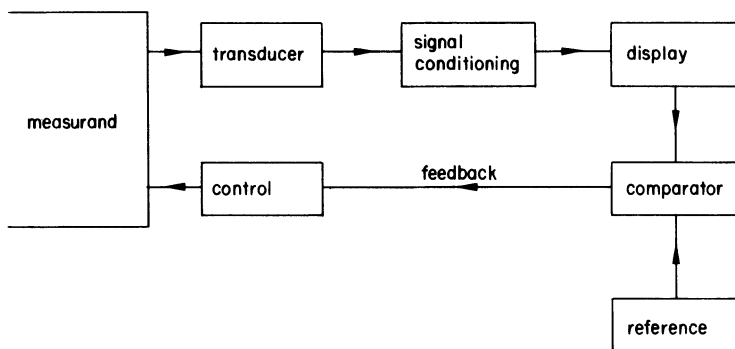 transducer
signal
conditioning
display
measurand
control
feedback
comparator
reference